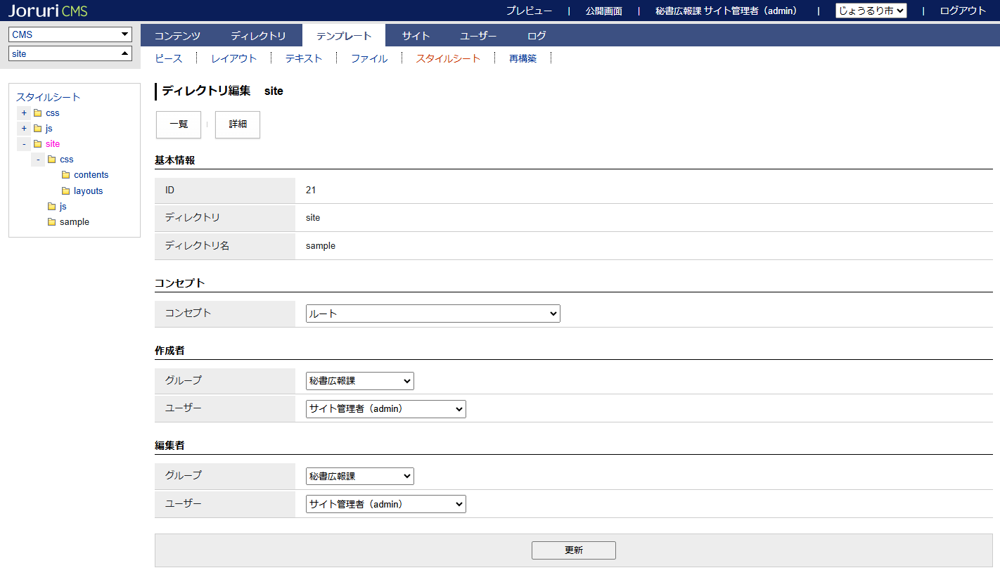 Joruri CMS
プレビュー | 公開画面 | 秘書広報課 サイト管理者（admin） | じょうるり市 | ログアウト
CMS
site
コンテンツ ディレクトリ テンプレート サイト ユーザー ログ
ピース レイアウト テキスト ファイル スタイルシート 再構築
スタイルシート
+ css
+ js
- site
- css
contents
layouts
js
sample
ディレクトリ編集 site
一覧 詳細
基本情報
ID 21
ディレクトリ site
ディレクトリ名 sample
コンセプト
コンセプト ルート
作成者
グループ 秘書広報課
ユーザー サイト管理者（admin）
編集者
グループ 秘書広報課
ユーザー サイト管理者（admin）
更新